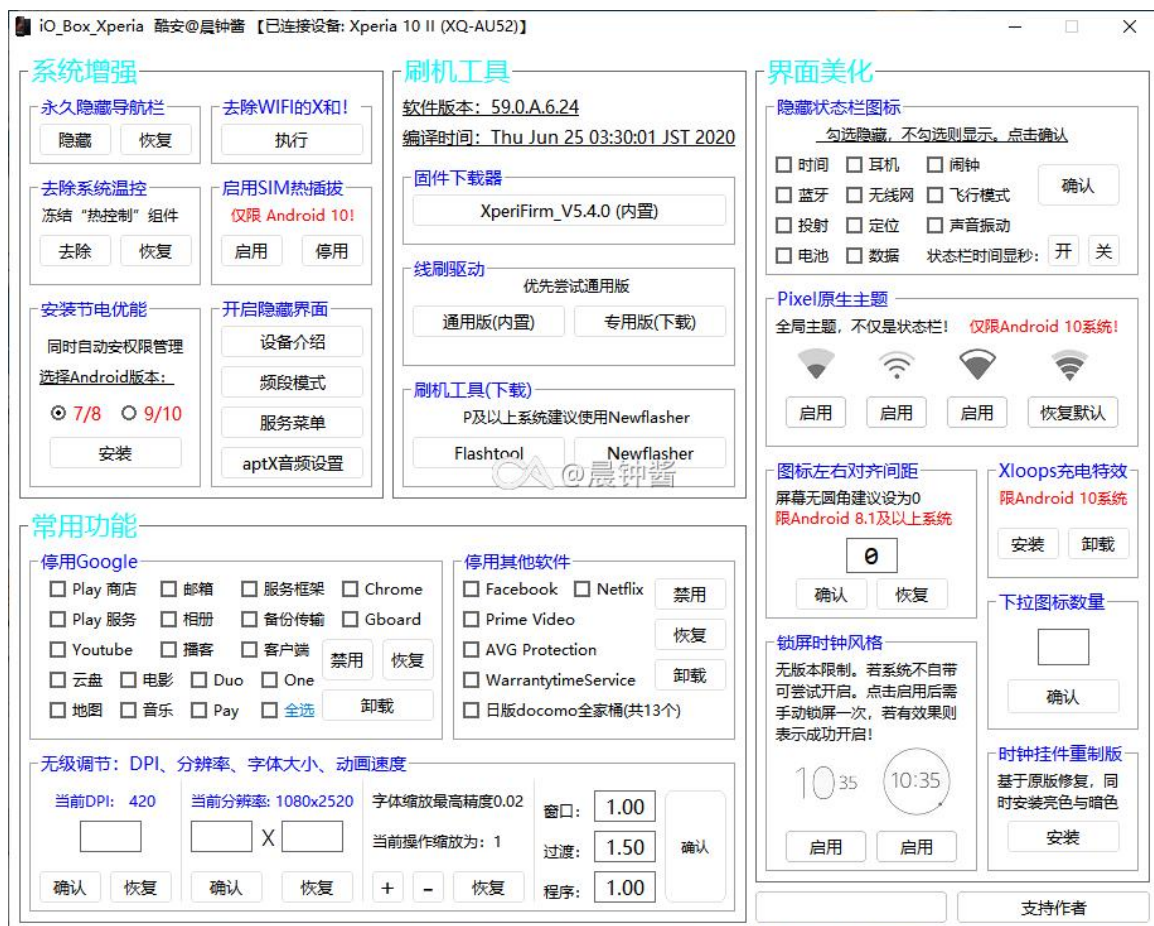 iO_Box_Xperia 酷安@晨钟酱 【已连接设备: Xperia 10 II (XQ-AU52)】
系统增强
永久隐藏导航栏
隐藏 恢复
去除WIFI的X和!
执行
去除系统温控
冻结“热控制”组件
去除 恢复
启用SIM热插拔
仅限 Android 10!
启用 停用
安装节电优能
同时自动安权限管理
选择Android版本:
7/8 9/10
安装
开启隐藏界面
设备介绍
频段模式
服务菜单
aptX音频设置
刷机工具
软件版本: 59.0.A.6.24
编译时间: Thu Jun 25 03:30:01 JST 2020
固件下载器
XperiFirm_V5.4.0 (内置)
线刷驱动
优先尝试通用版
通用版(内置) 专用版(下载)
刷机工具(下载)
P及以上系统建议使用Newflasher
Flashtool Newflasher
@晨钟酱
界面美化
隐藏状态栏图标
勾选隐藏，不勾选则显示。点击确认
时间 耳机 闹钟
蓝牙 无线网 飞行模式
确认
投射 定位 声音振动
电池 数据 状态栏时间显秒: 开 关
Pixel原生主题
全局主题，不仅是状态栏! 仅限Android 10系统!
启用 启用 启用 恢复默认
图标左右对齐间距
屏幕无圆角建议设为0
限Android 8.1及以上系统
0
确认 恢复
Xloops充电特效
限Android 10系统
安装 卸载
下拉图标数量
确认
锁屏时钟风格
无版本限制。若系统不自带
可尝试开启。点击启用后需
手动锁屏一次，若有效果则
表示成功开启!
10 35 10:35
启用 启用
时钟挂件重制版
基于原版修复，同
时安装亮色与暗色
安装
常用功能
停用Google
Play 商店 邮箱 服务框架 Chrome
Play 服务 相册 备份传输 Gboard
Youtube 播客 客户端
禁用 恢复
云盘 电影 Duo One
地图 音乐 Pay 全选
卸载
停用其他软件
Facebook Netflix
Prime Video
AVG Protection
WarrantytimeService
日版docomo全家桶(共13个)
禁用
恢复
卸载
无级调节: DPI、分辨率、字体大小、动画速度
当前DPI: 420
确认 恢复
当前分辨率: 1080x2520
X
确认 恢复
字体缩放最高精度0.02
当前操作缩放为: 1
+ - 恢复
窗口: 1.00
过渡: 1.50
程序: 1.00
确认
支持作者